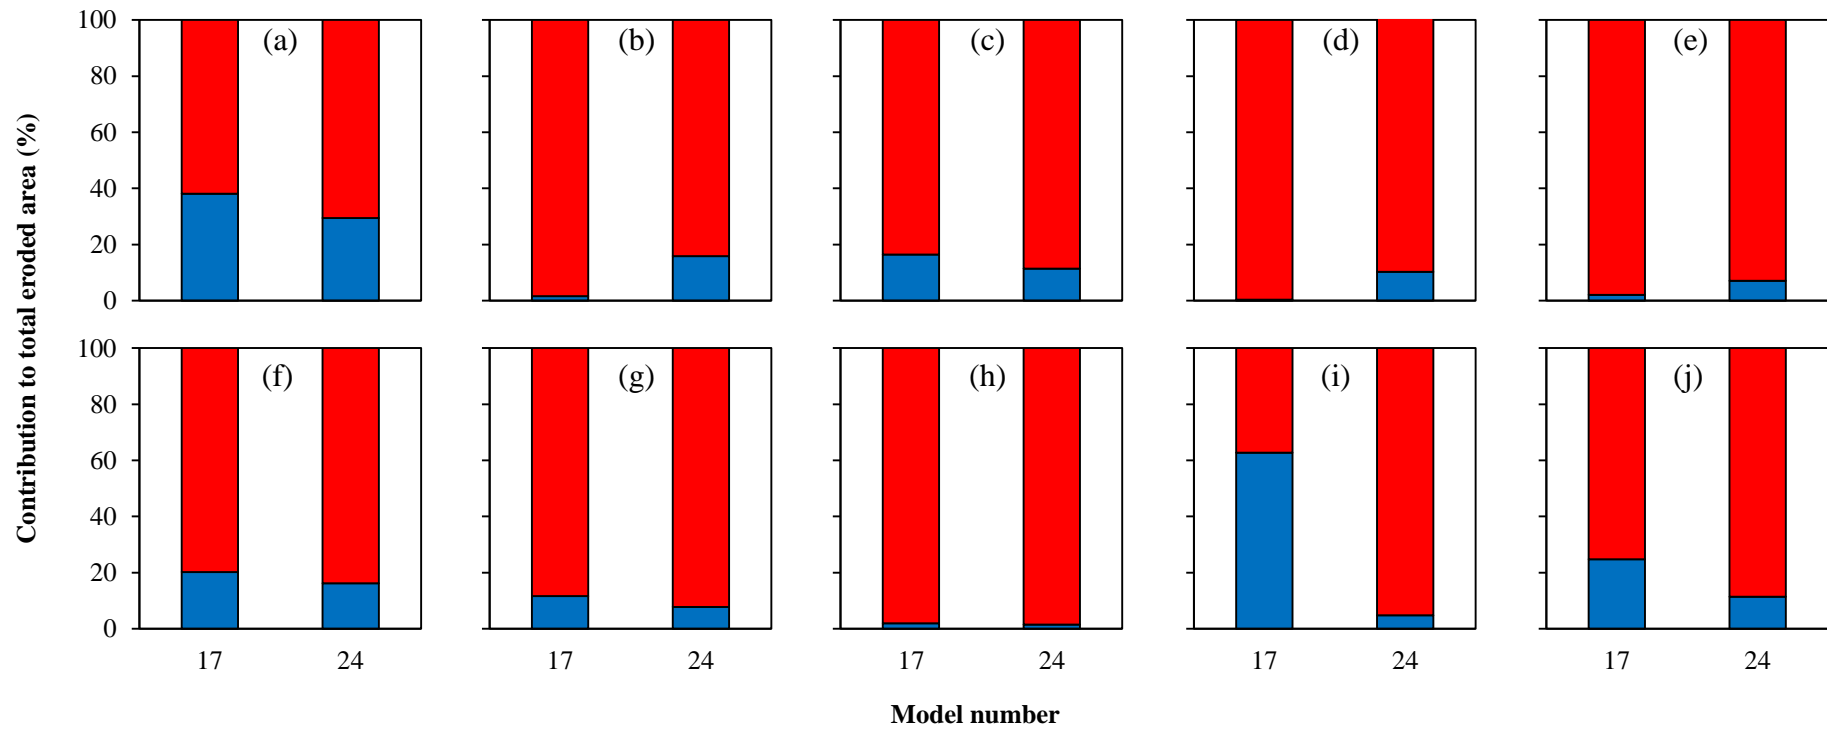 Contribution to total eroded area (%)
100
80
60
40
20
0
(a)
(b)
(c)
(d)
(e)
100
80
60
40
20
0
(f)
(g)
(h)
(i)
(j)
17 24 17 24 17 24 17 24 17 24
Model number